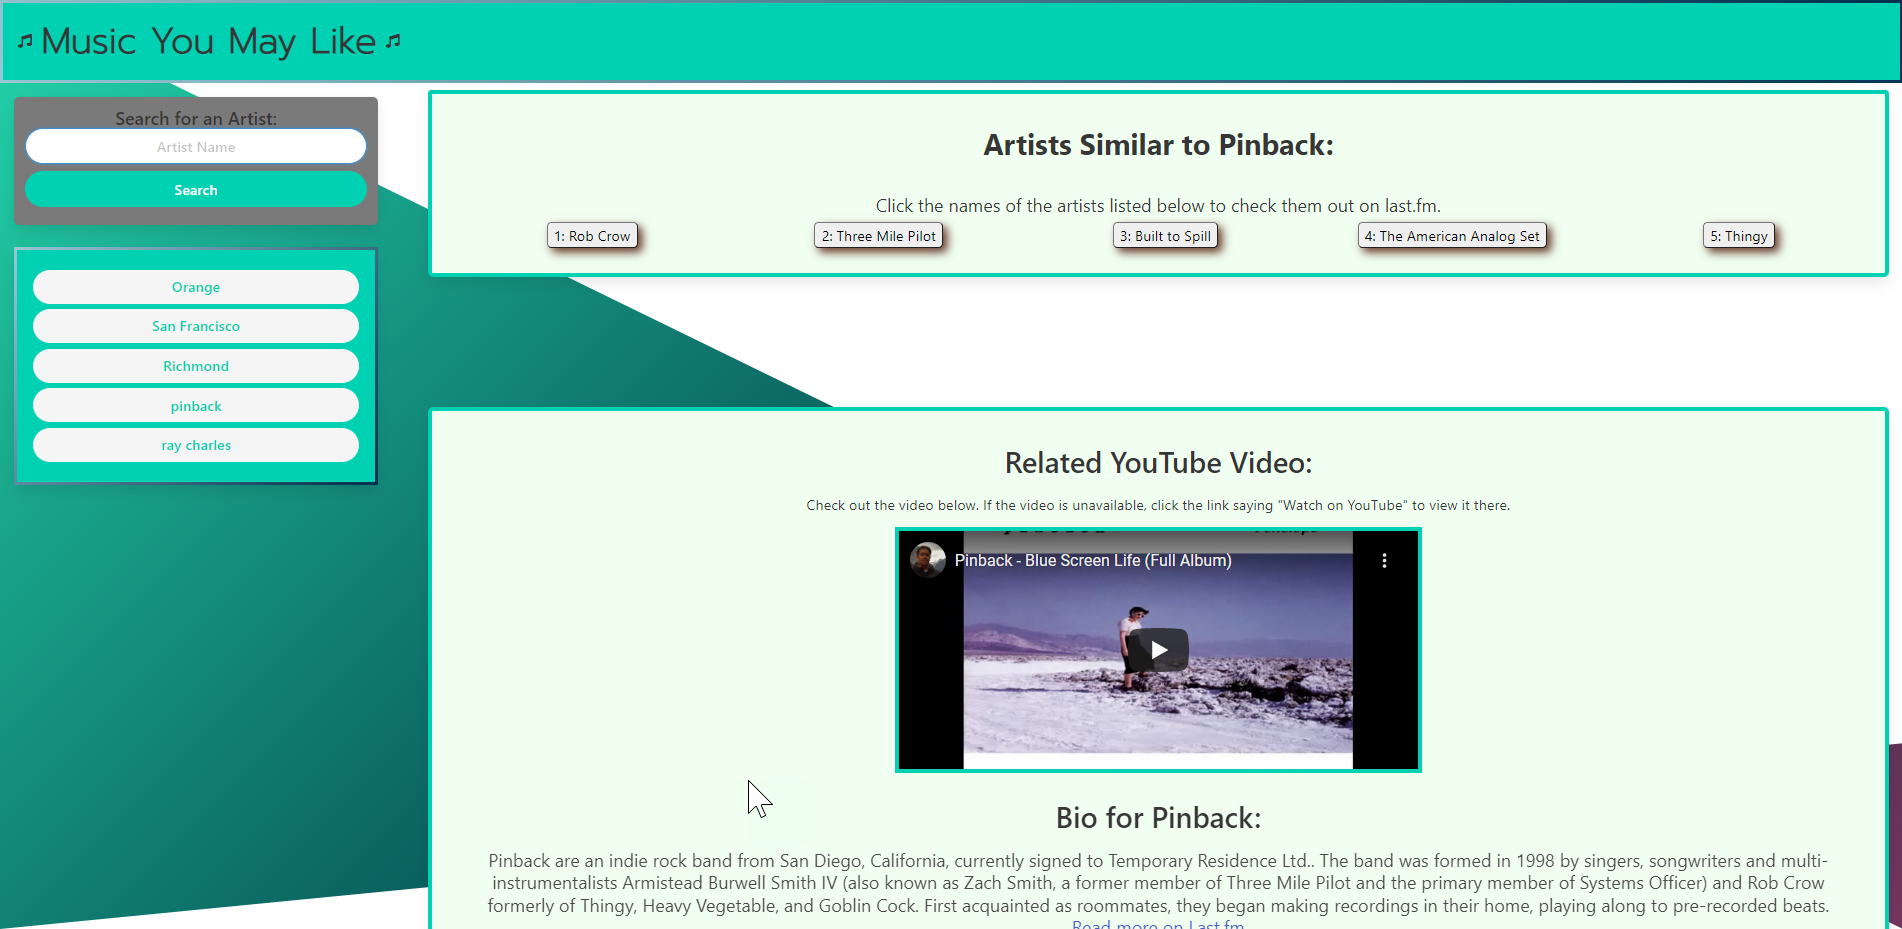 ♫ Music You May Like ♫
Search for an Artist:
Artist Name
Search
Orange
San Francisco
Richmond
pinback
ray charles
Artists Similar to Pinback:
Click the names of the artists listed below to check them out on last.fm.
1: Rob Crow
2: Three Mile Pilot
3: Built to Spill
4: The American Analog Set
5: Thingy
Related YouTube Video:
Check out the video below. If the video is unavailable, click the link saying "Watch on YouTube" to view it there.
Pinback - Blue Screen Life (Full Album)
Bio for Pinback:
Pinback are an indie rock band from San Diego, California, currently signed to Temporary Residence Ltd.. The band was formed in 1998 by singers, songwriters and multi-
instrumentalists Armistead Burwell Smith IV (also known as Zach Smith, a former member of Three Mile Pilot and the primary member of Systems Officer) and Rob Crow
formerly of Thingy, Heavy Vegetable, and Goblin Cock. First acquainted as roommates, they began making recordings in their home, playing along to pre-recorded beats.
Read more on Last.fm